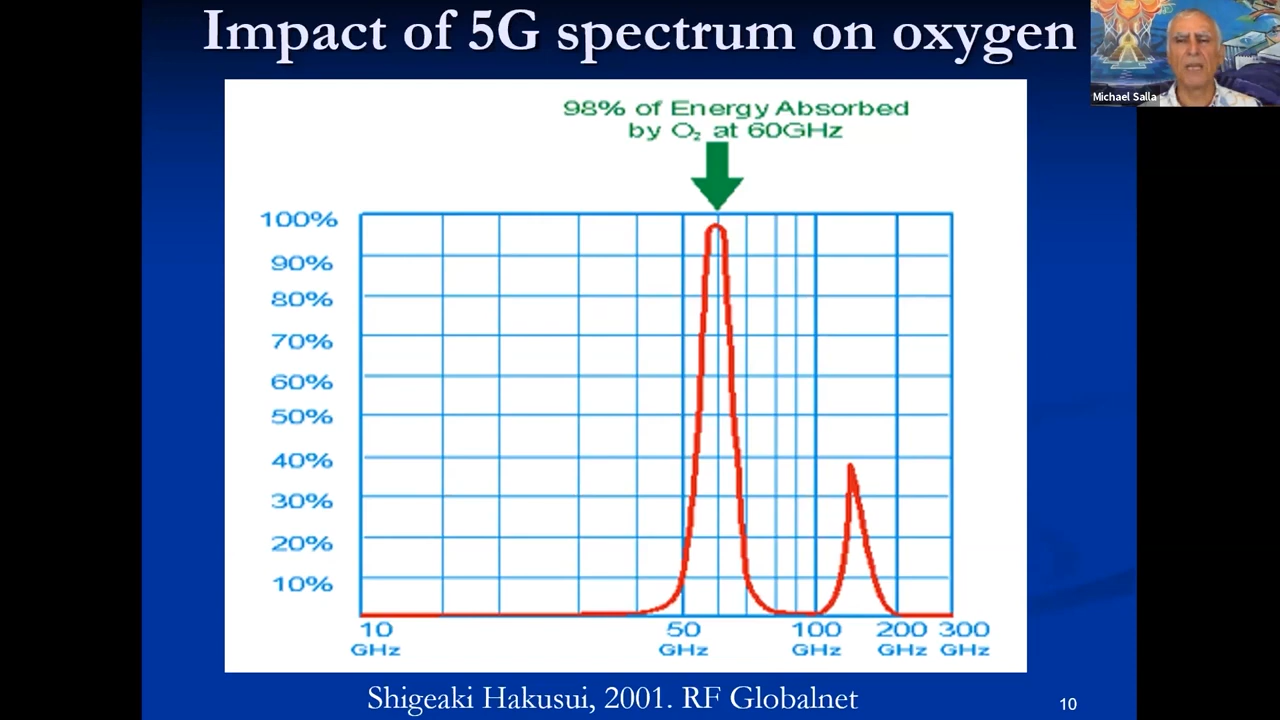 Impact of 5G spectrum on oxygen
Michael Salla
98% of Energy Absorbed
by O₂ at 60GHz
100%
90%
80%
70%
60%
50%
40%
30%
20%
10%
10 50 100 200 300
GHz GHz GHz GHz GHz
Shigeaki Hakusui, 2001. RF Globalnet
10